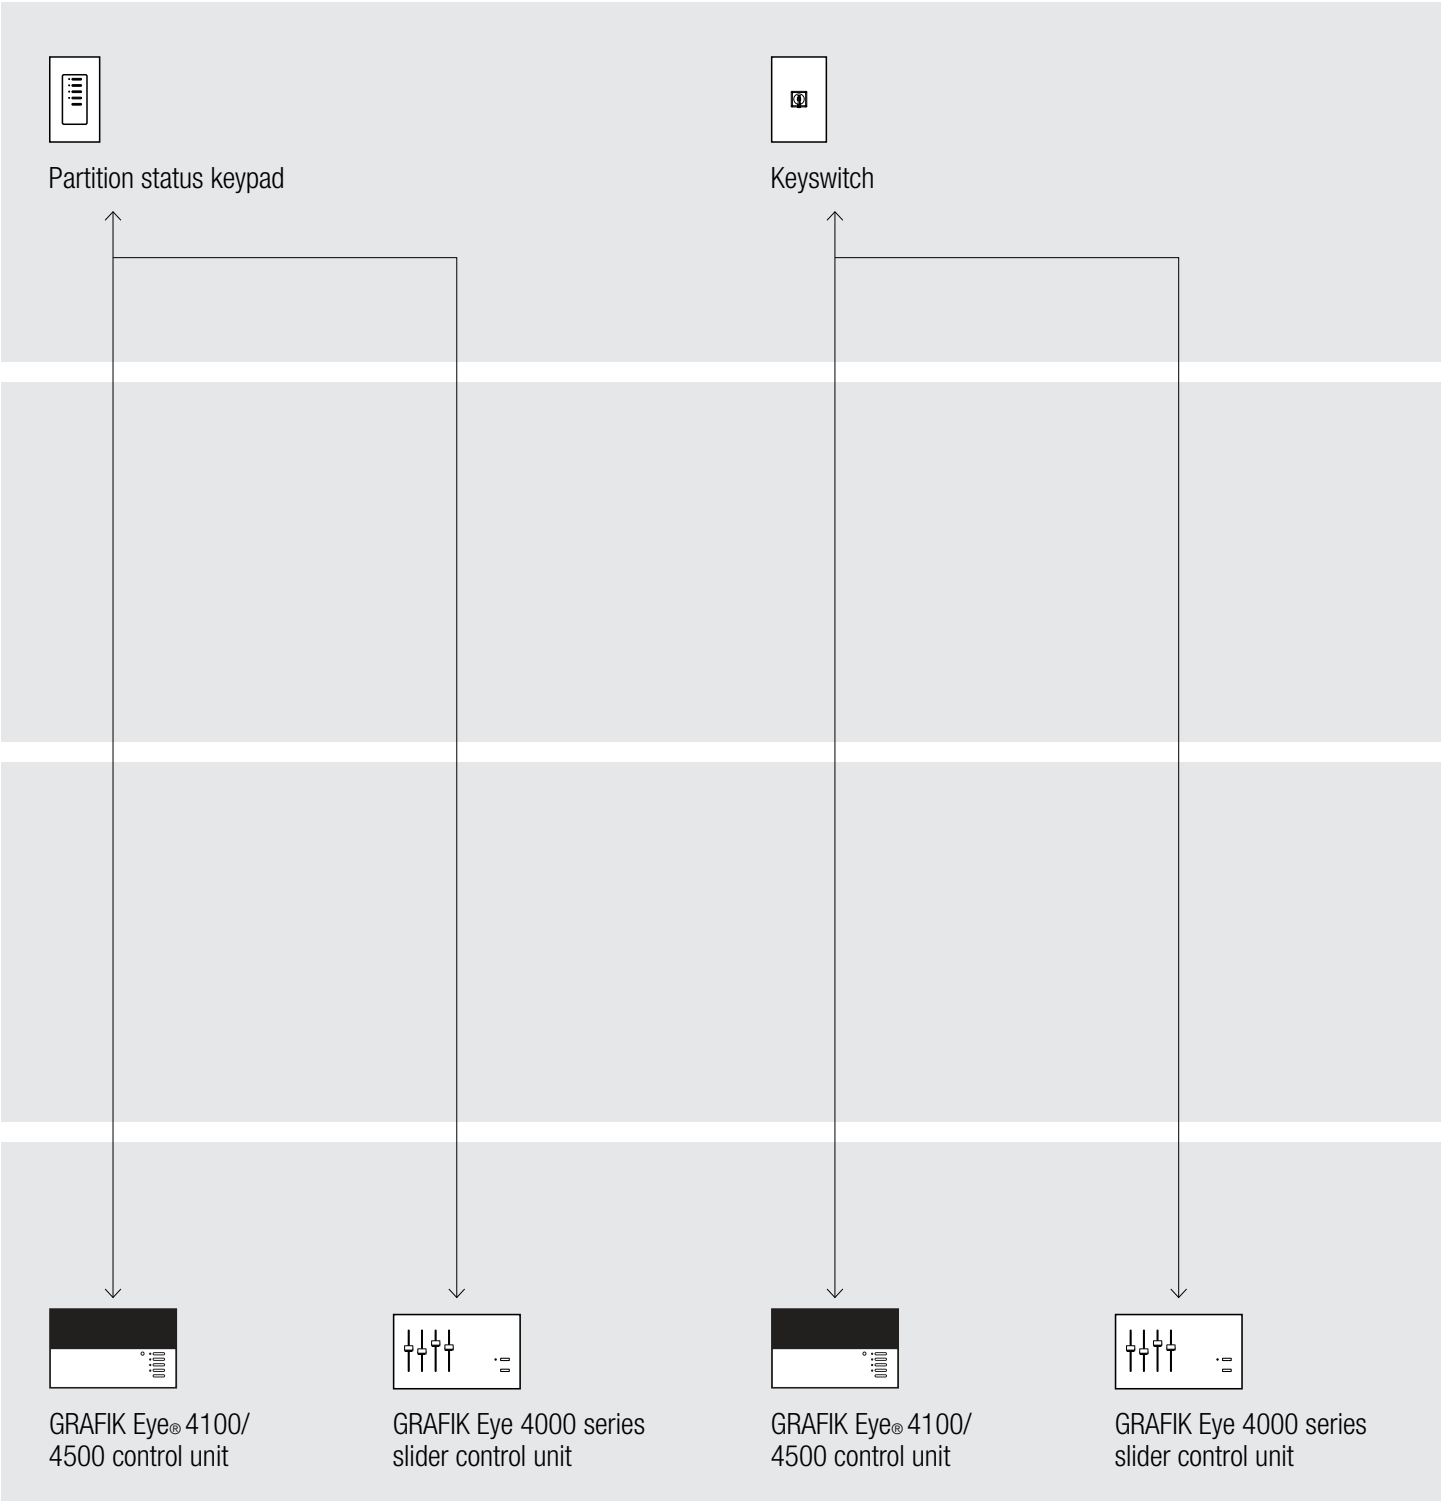 Partition status keypad
Keyswitch
GRAFIK Eye® 4100/
4500 control unit
GRAFIK Eye 4000 series
slider control unit
GRAFIK Eye® 4100/
4500 control unit
GRAFIK Eye 4000 series
slider control unit